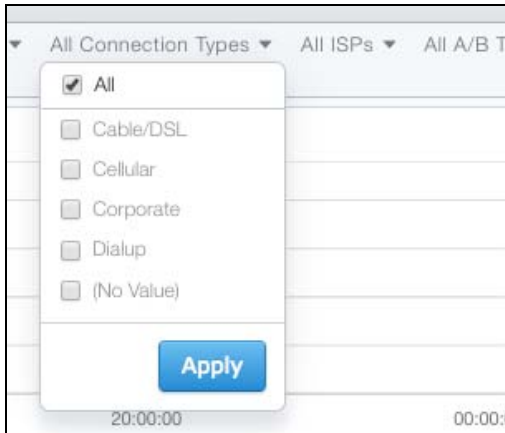 All Connection Types All ISPs All A/B T
All
Cable/DSL
Cellular
Corporate
Dialup
(No Value)
Apply
20:00:00 00:00: